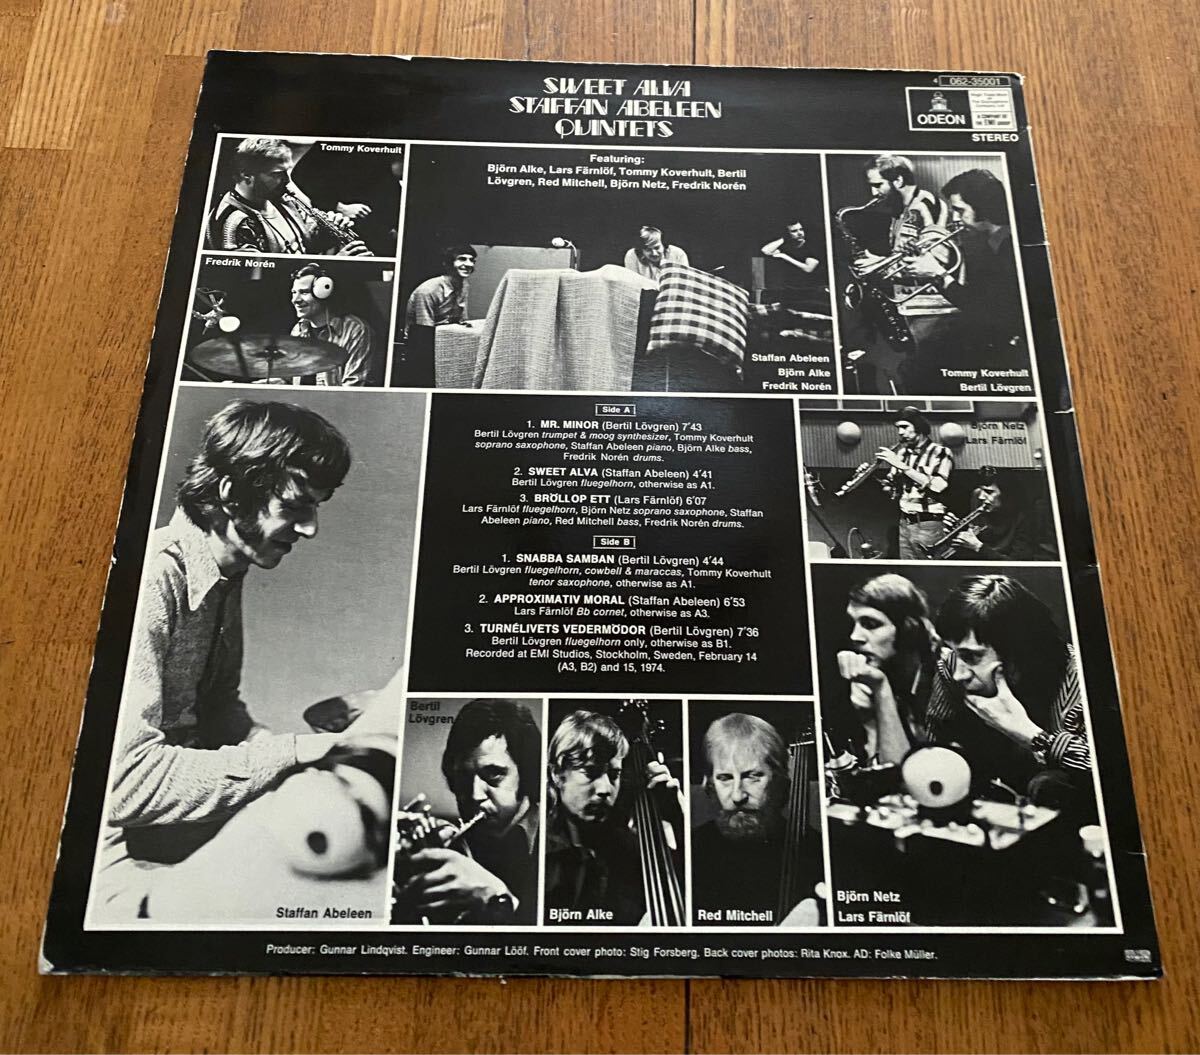 SWEET ALVA
STAFFAN ABELEEN
QUINTETS
4 062-35001
ODEON
A COMPANY OF
THE EMI GROUP
STEREO
Tommy Koverhult
Featuring:
Björn Alke, Lars Färnlöf, Tommy Koverhult, Bertil
Lövgren, Red Mitchell, Björn Netz, Fredrik Norén
Fredrik Norén
Staffan Abeleen
Björn Alke
Fredrik Norén
Tommy Koverhult
Bertil Lövgren
Side A
1. MR. MINOR (Bertil Lövgren) 7'43
Bertil Lövgren trumpet & moog synthesizer, Tommy Koverhult
soprano saxophone, Staffan Abeleen piano, Björn Alke bass,
Fredrik Norén drums.
2. SWEET ALVA (Staffan Abeleen) 4'41
Bertil Lövgren fluegelhorn, otherwise as A1.
3. BRÖLLOP ETT (Lars Färnlöf) 6'07
Lars Färnlöf fluegelhorn, Björn Netz soprano saxophone, Staffan
Abeleen piano, Red Mitchell bass, Fredrik Norén drums.
Side B
1. SNABBA SAMBAN (Bertil Lövgren) 4'44
Bertil Lövgren fluegelhorn, cowbell & maraccas, Tommy Koverhult
tenor saxophone, otherwise as A1.
2. APPROXIMATIV MORAL (Staffan Abeleen) 6'53
Lars Färnlöf Bb cornet, otherwise as A3.
3. TURNÉLIVETS VEDERMÖDOR (Bertil Lövgren) 7'36
Bertil Lövgren fluegelhorn only, otherwise as B1.
Recorded at EMI Studios, Stockholm, Sweden, February 14
(A3, B2) and 15, 1974.
Björn Netz
Lars Färnlöf
Staffan Abeleen
Bertil
Lövgren
Björn Alke
Red Mitchell
Björn Netz
Lars Färnlöf
Producer: Gunnar Lindqvist. Engineer: Gunnar Lööf. Front cover photo: Stig Forsberg. Back cover photos: Rita Knox. AD: Folke Müller.